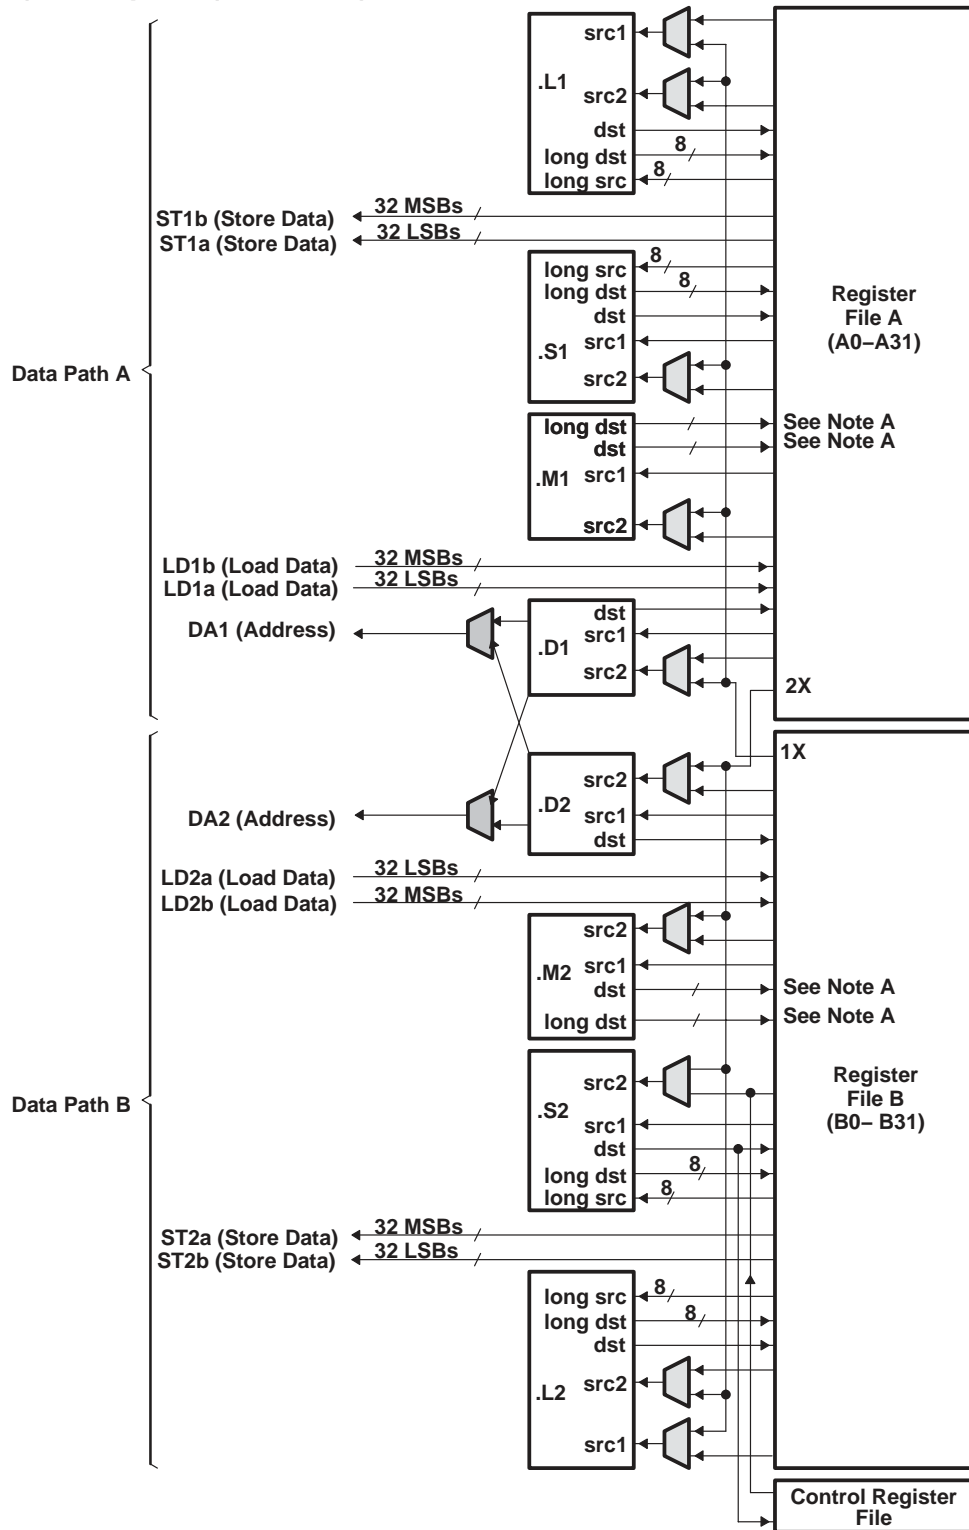 src1
.L1
src2
dst
8
long dst
8
long src
32 MSBs
ST1b (Store Data)
32 LSBs
ST1a (Store Data)
8
long src
8
long dst
dst
.S1
src1
src2
Register
File A
(A0–A31)
Data Path A
long dst
See Note A
dst
See Note A
.M1
src1
src2
32 MSBs
LD1b (Load Data)
32 LSBs
LD1a (Load Data)
dst
DA1 (Address)
src1
.D1
src2
2X
1X
src2
.D2
src1
DA2 (Address)
dst
32 LSBs
LD2a (Load Data)
32 MSBs
LD2b (Load Data)
src2
src1
.M2
dst
See Note A
long dst
See Note A
src2
Register
File B
(B0– B31)
Data Path B
.S2
src1
dst
8
long dst
8
long src
32 MSBs
ST2a (Store Data)
32 LSBs
ST2b (Store Data)
8
long src
8
long dst
dst
src2
.L2
src1
Control Register
File